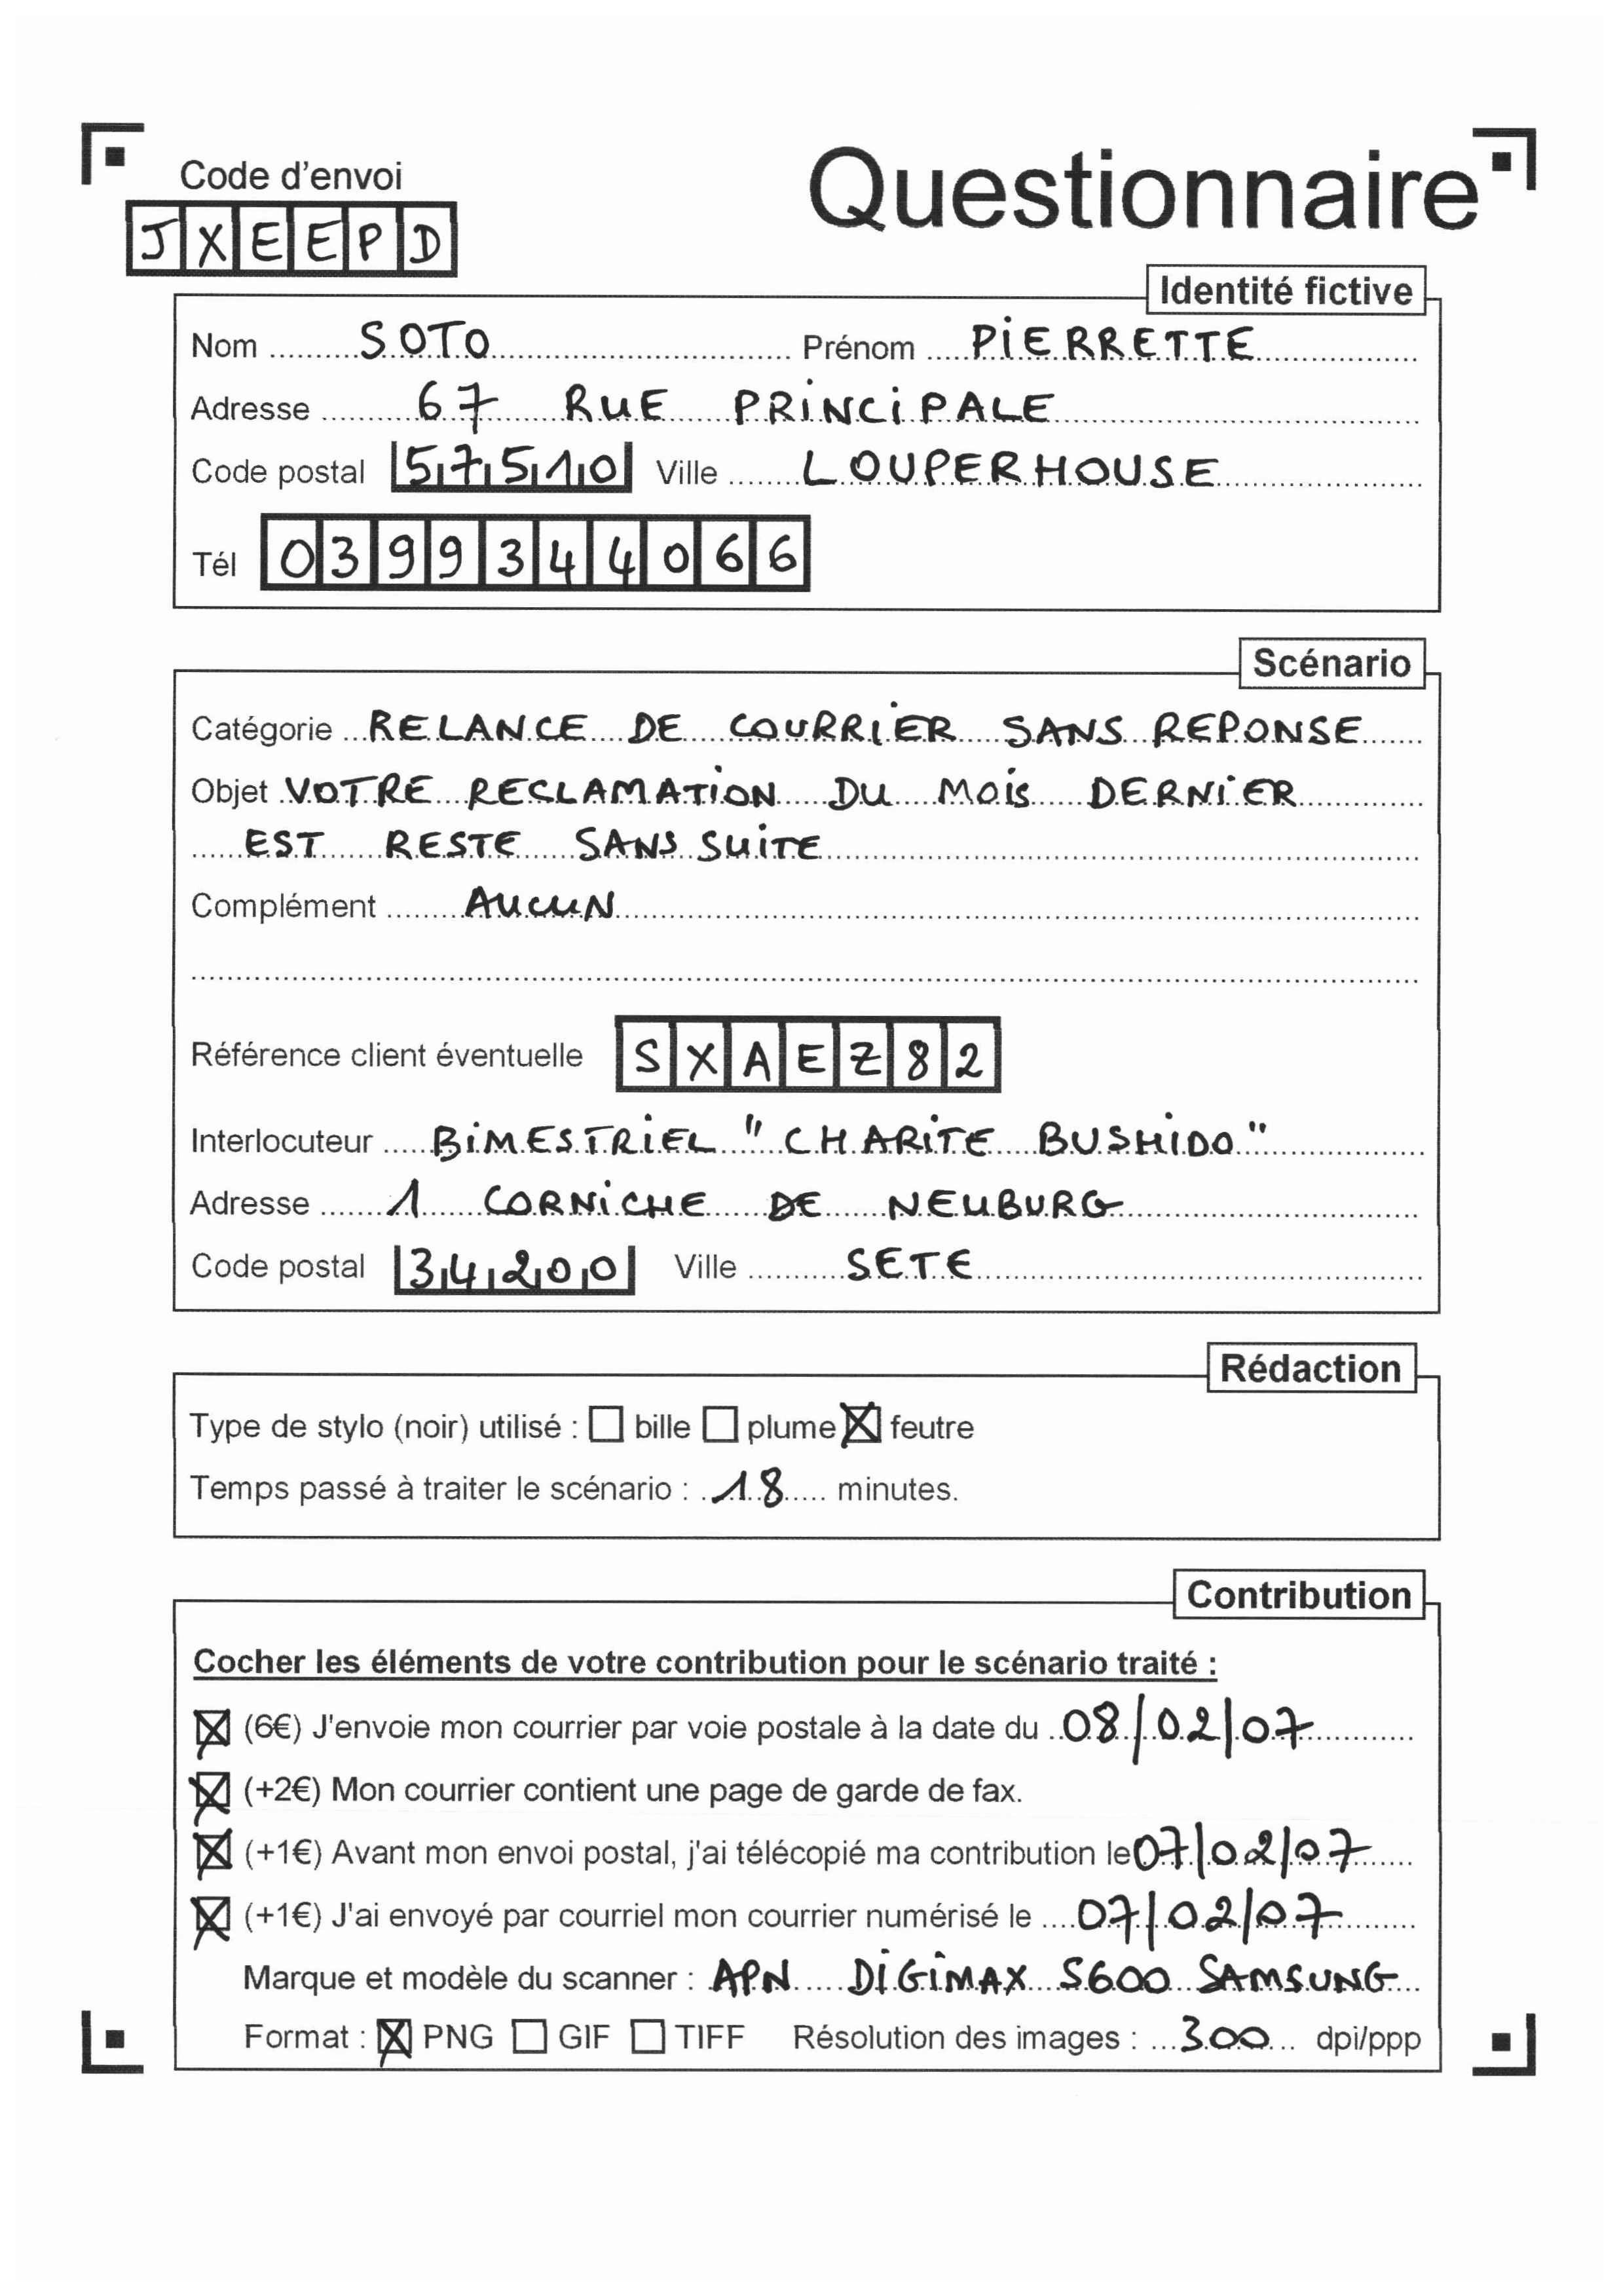 Code d'envoi
Questionnaire
JXEEPD
Identité fictive
Nom SOTO Prénom PIERRETTE
Adresse 67 RUE PRINCIPALE
Code postal 57510 Ville LOUPERHOUSE
Tél 0399344066
Scénario
Catégorie RELANCE DE COURRIER SANS REPONSE
Objet VOTRE RECLAMATION DU MOIS DERNIER
EST RESTE SANS SUITE
Complément AUCUN
Référence client éventuelle SXAEZ82
Interlocuteur BIMESTRIEL "CHARITE BUSHIDO"
Adresse 1 CORNICHE DE NEUBURG
Code postal 34200 Ville SETE
Rédaction
Type de stylo (noir) utilisé : ☐ bille ☐ plume ☒ feutre
Temps passé à traiter le scénario : 18 minutes.
Contribution
Cocher les éléments de votre contribution pour le scénario traité :
☒ (6€) J'envoie mon courrier par voie postale à la date du 08/02/07
☒ (+2€) Mon courrier contient une page de garde de fax.
☒ (+1€) Avant mon envoi postal, j'ai télécopié ma contribution le 07/02/07
☒ (+1€) J'ai envoyé par courriel mon courrier numérisé le 07/02/07
Marque et modèle du scanner : APN DIGIMAX S600 SAMSUNG
Format : ☒ PNG ☐ GIF ☐ TIFF Résolution des images : 300 dpi/ppp